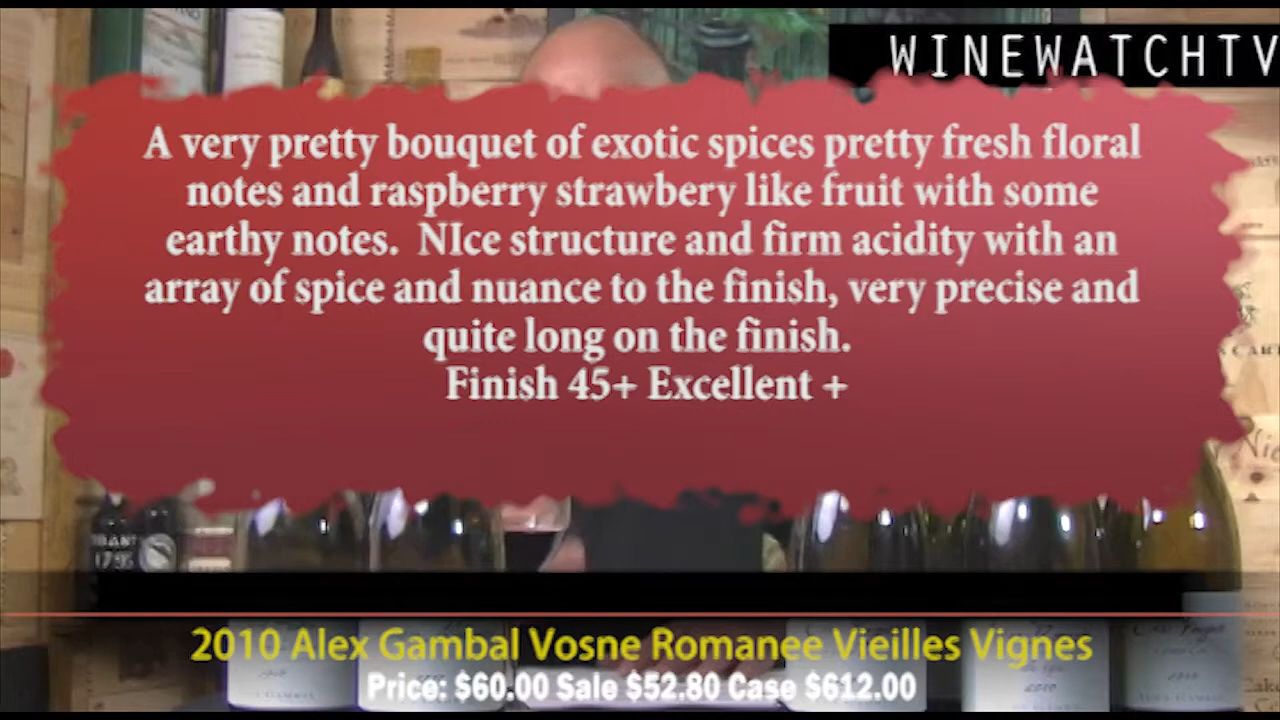 WINEWATCHTV
A very pretty bouquet of exotic spices pretty fresh floral
notes and raspberry strawbery like fruit with some
earthy notes.  NIce structure and firm acidity with an
array of spice and nuance to the finish, very precise and
quite long on the finish.
Finish 45+ Excellent +
2010 Alex Gambal Vosne Romanee Vieilles Vignes
Price: $60.00 Sale $52.80 Case $612.00